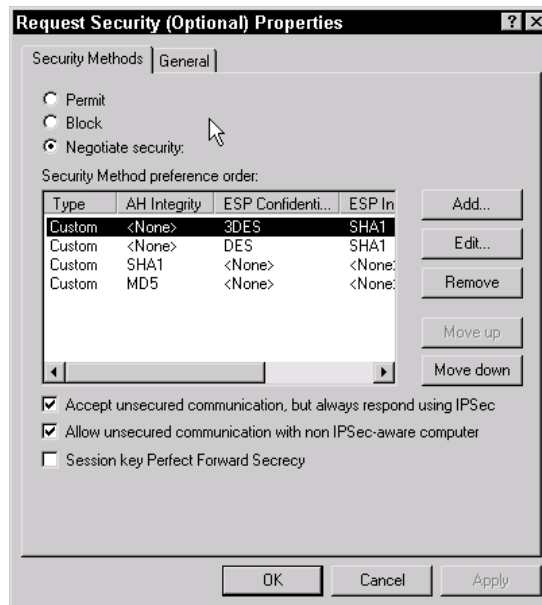 Request Security (Optional) Properties
Security Methods General
Permit
Block
Negotiate security:
Security Method preference order:
Type AH Integrity ESP Confidenti... ESP In
Custom <None> 3DES SHA1
Custom <None> DES SHA1
Custom SHA1 <None> <None:
Custom MD5 <None> <None:
Add...
Edit...
Remove
Move up
Move down
Accept unsecured communication, but always respond using IPSec
Allow unsecured communication with non IPSec-aware computer
Session key Perfect Forward Secrecy
OK Cancel Apply